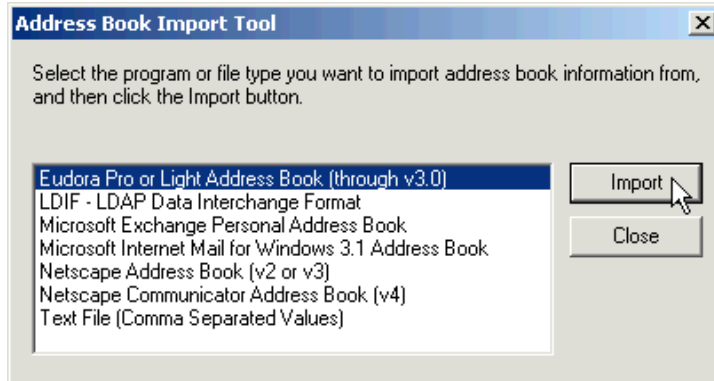 Address Book Import Tool
Select the program or file type you want to import address book information from,
and then click the Import button.
Eudora Pro or Light Address Book (through v3.0)
LDIF - LDAP Data Interchange Format
Microsoft Exchange Personal Address Book
Microsoft Internet Mail for Windows 3.1 Address Book
Netscape Address Book (v2 or v3)
Netscape Communicator Address Book (v4)
Text File (Comma Separated Values)
Import
Close